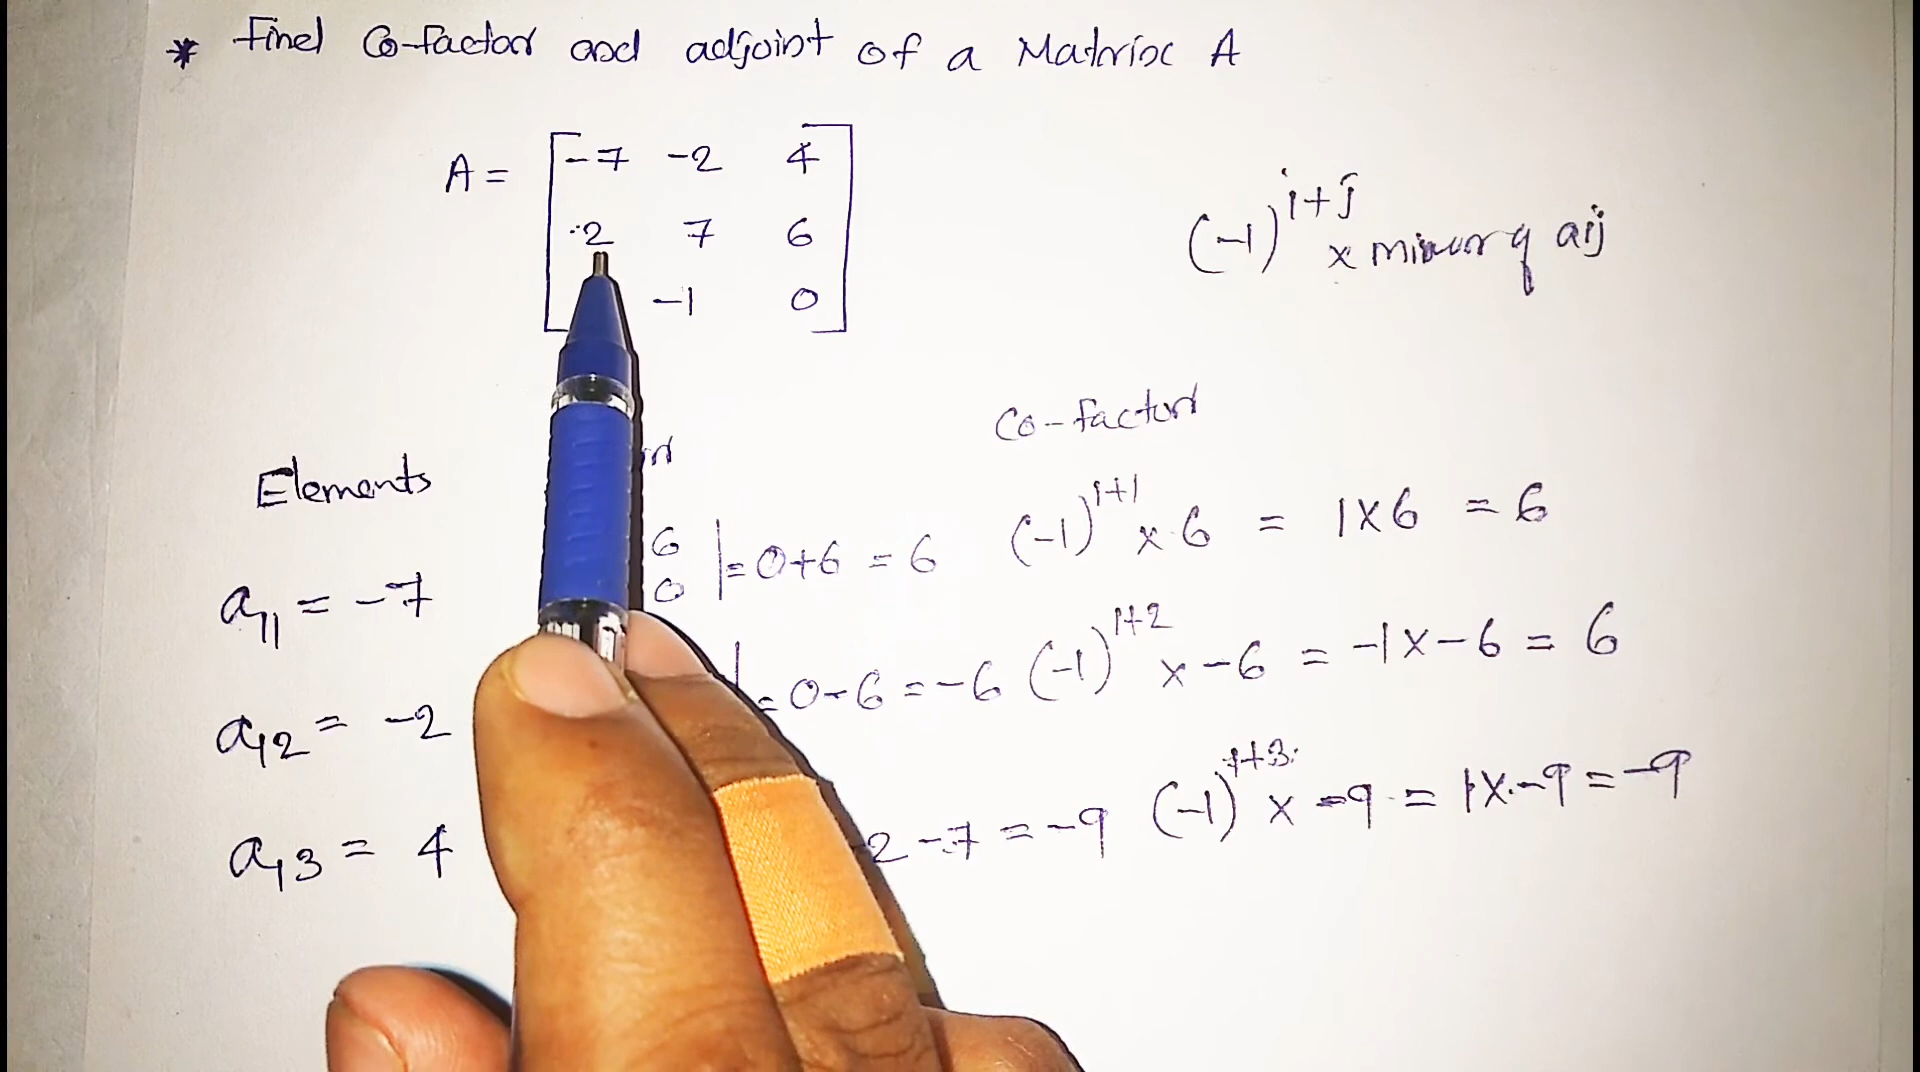 * Find Co-factor and adjoint of a Matrix A
A = -7 -2 4
2 7 6
-1 0
(-1)^{i+j} x minor of aij
Elements
Co-factor
a11 = -7
6
0 | = 0+6 = 6 (-1)^{1+1} x 6 = 1x6 = 6
a12 = -2
| = 0-6 = -6 (-1)^{1+2} x -6 = -1x-6 = 6
a13 = 4
2-7 = -9 (-1)^{1+3} x -9 = 1x-9 = -9